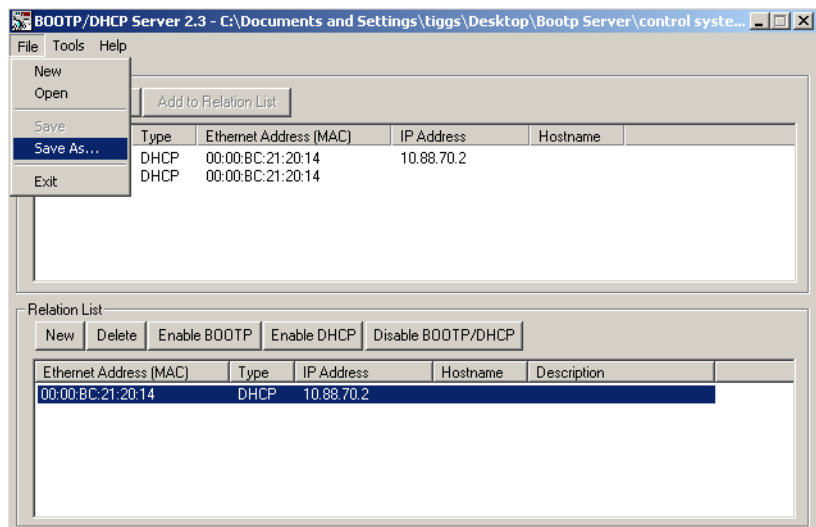 BOOTP/DHCP Server 2.3 - C:\Documents and Settings\tiggs\Desktop\Bootp Server\control syste...
File Tools Help
New
Open
Save
Save As...
Exit
Add to Relation List
Type Ethernet Address (MAC) IP Address Hostname
DHCP 00:00:BC:21:20:14 10.88.70.2
DHCP 00:00:BC:21:20:14
Relation List
New Delete Enable BOOTP Enable DHCP Disable BOOTP/DHCP
Ethernet Address (MAC) Type IP Address Hostname Description
00:00:BC:21:20:14 DHCP 10.88.70.2